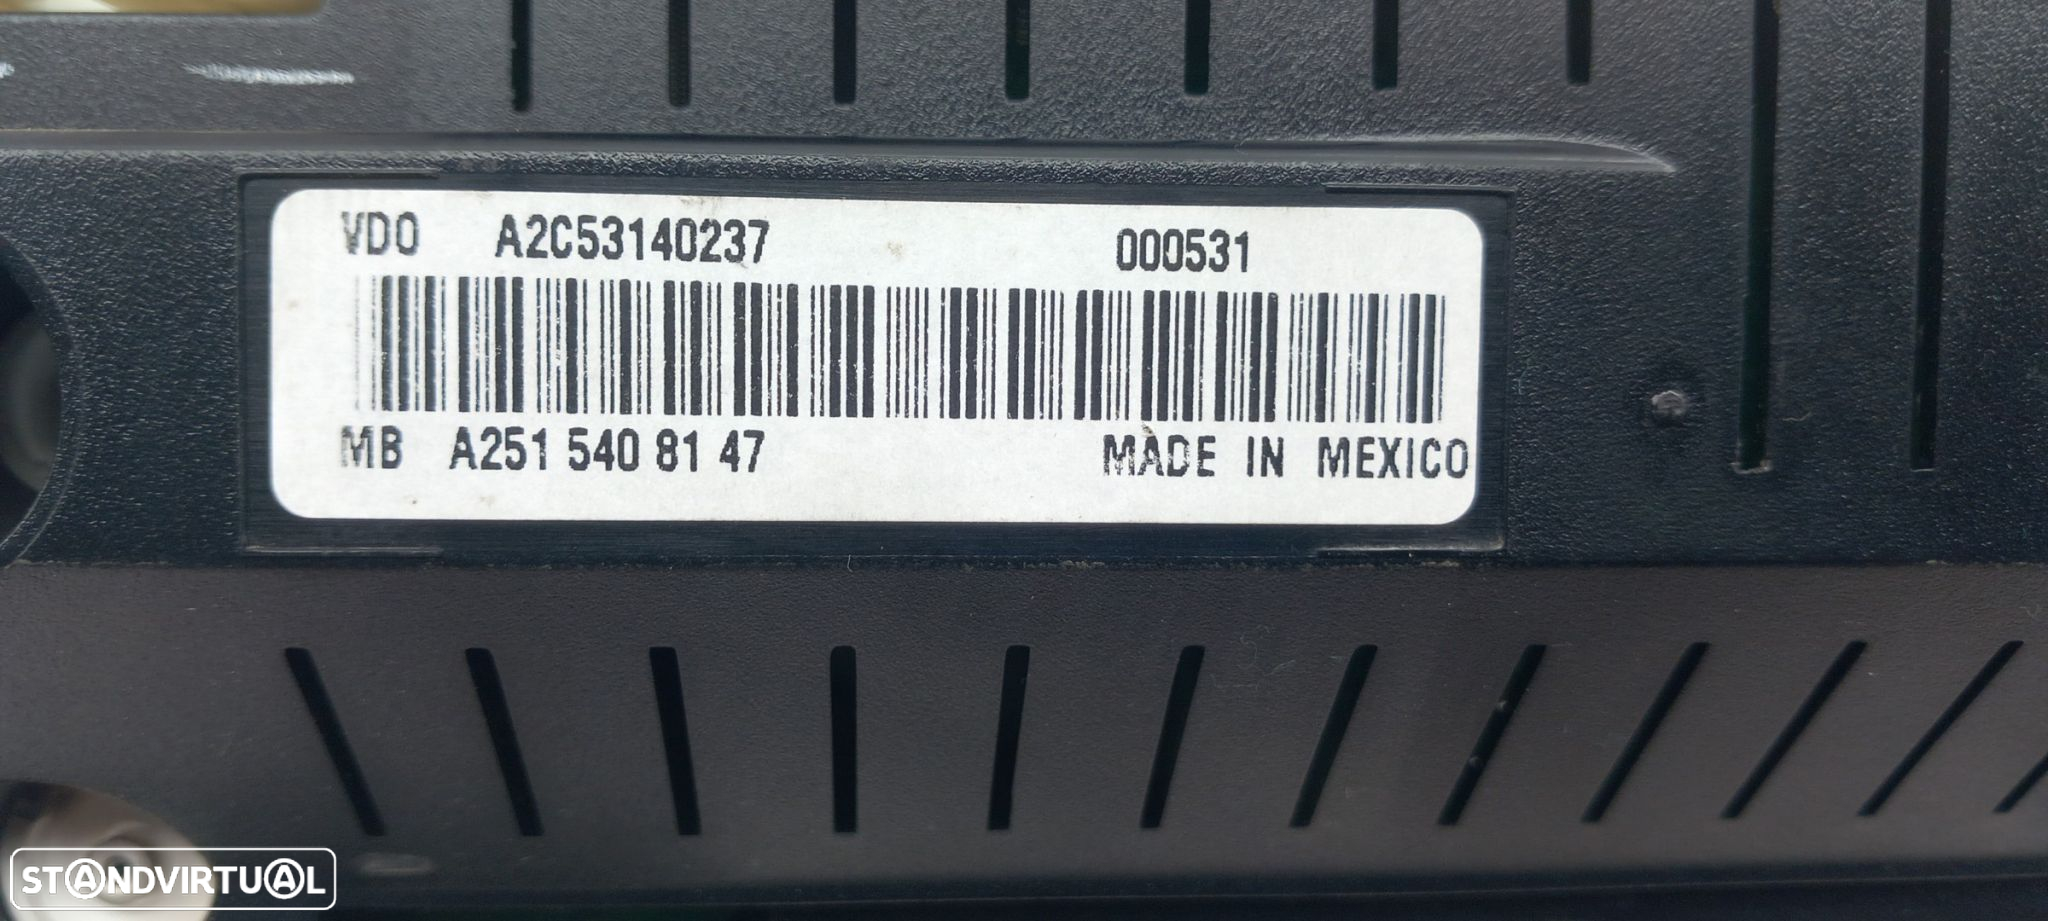 VDO A2C53140237 000531
MB A251 540 81 47 MADE IN MEXICO
STANDVIRTUAL